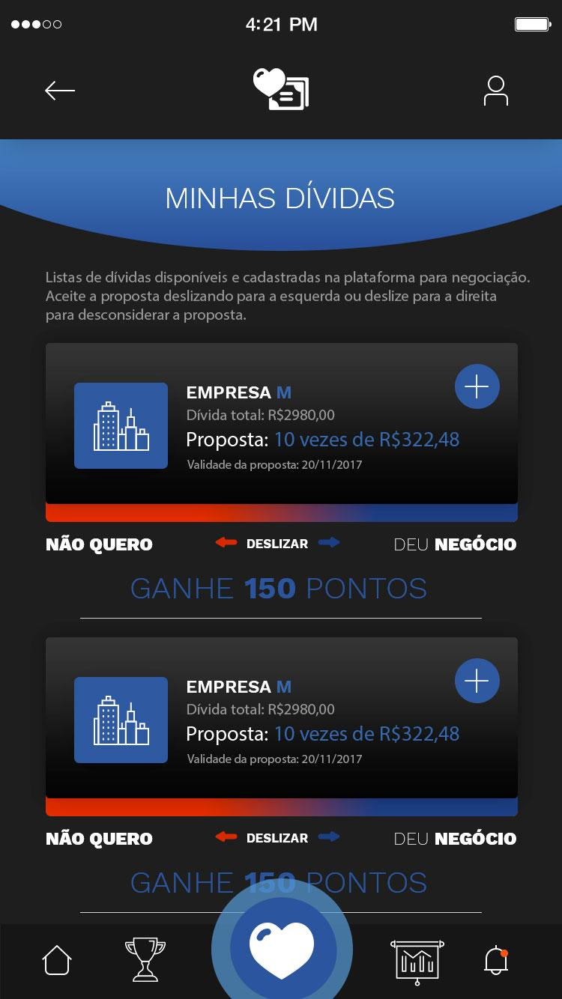 4:21 PM
MINHAS DÍVIDAS
Listas de dívidas disponíveis e cadastradas na plataforma para negociação.
Aceite a proposta deslizando para a esquerda ou deslize para a direita
para desconsiderar a proposta.
EMPRESA M
Dívida total: R$2980,00
Proposta: 10 vezes de R$322,48
Validade da proposta: 20/11/2017
NÃO QUERO DESLIZAR DEU NEGÓCIO
GANHE 150 PONTOS
EMPRESA M
Dívida total: R$2980,00
Proposta: 10 vezes de R$322,48
Validade da proposta: 20/11/2017
NÃO QUERO DESLIZAR DEU NEGÓCIO
GANHE 150 PONTOS